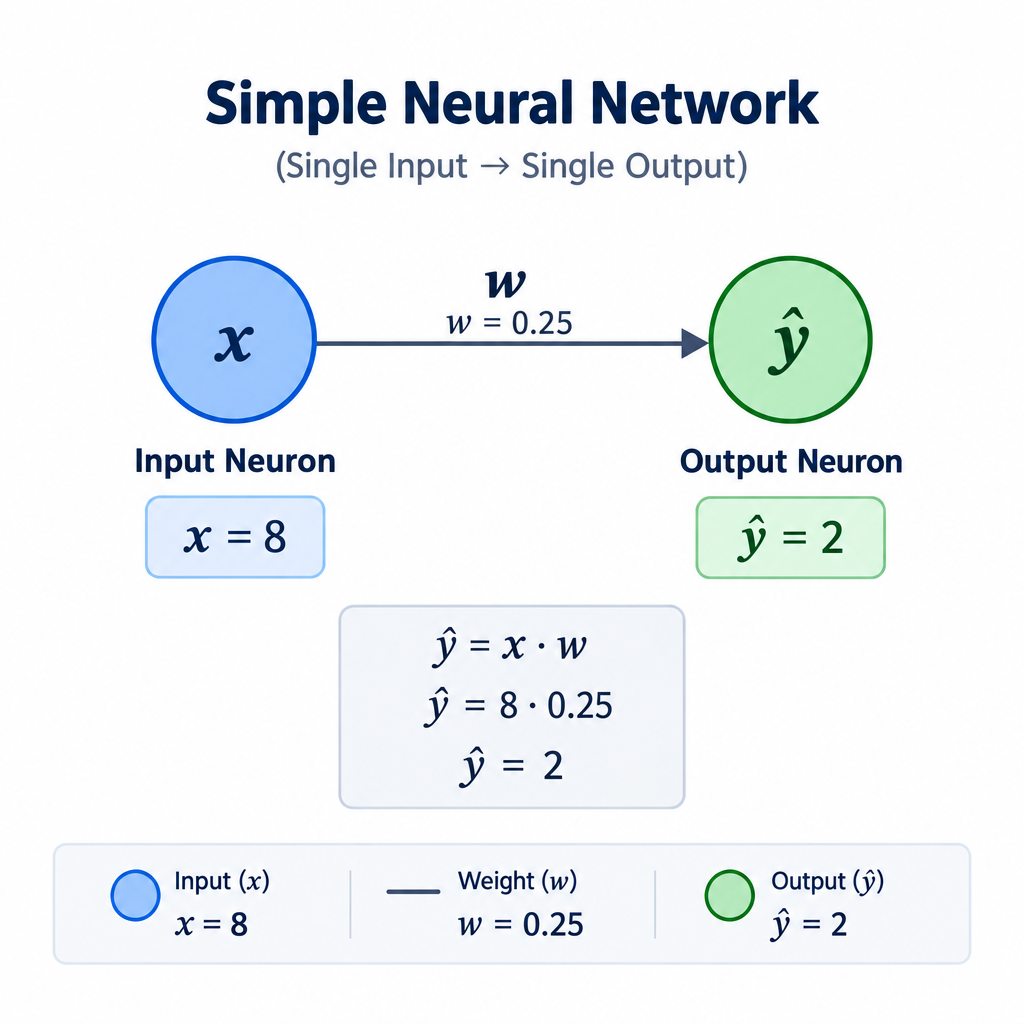 Simple Neural Network
(Single Input → Single Output)
w
w = 0.25
x
ŷ
Input Neuron
Output Neuron
x = 8
ŷ = 2
ŷ = x · w
ŷ = 8 · 0.25
ŷ = 2
Input (x)
x = 8
Weight (w)
w = 0.25
Output (ŷ)
ŷ = 2